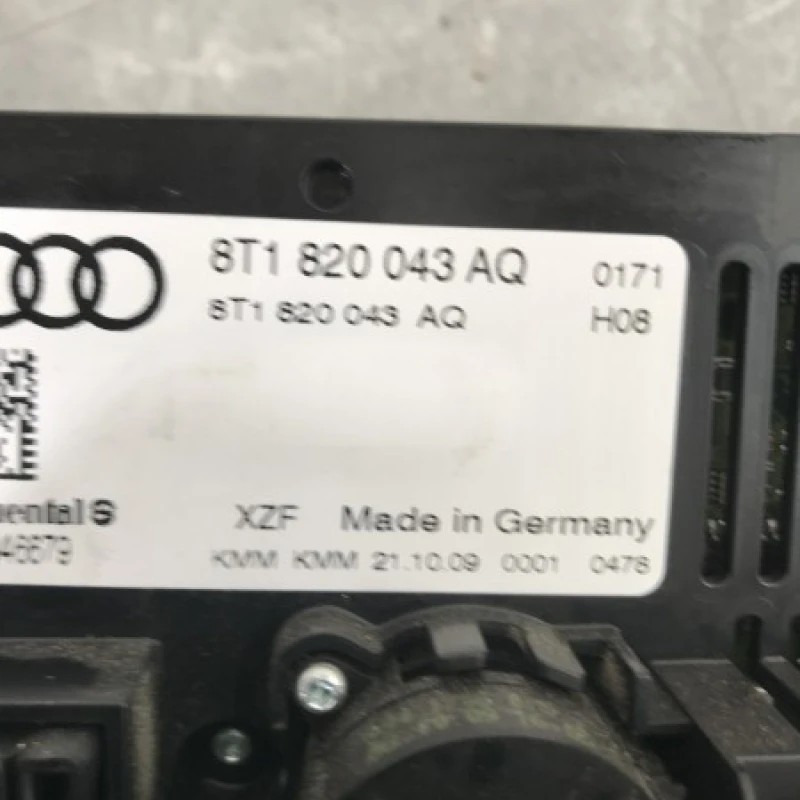 8T1 820 043 AQ 0171
8T1 820 043 AQ H08
XZF Made in Germany
KMM KMM 21.10.09 0001 0478